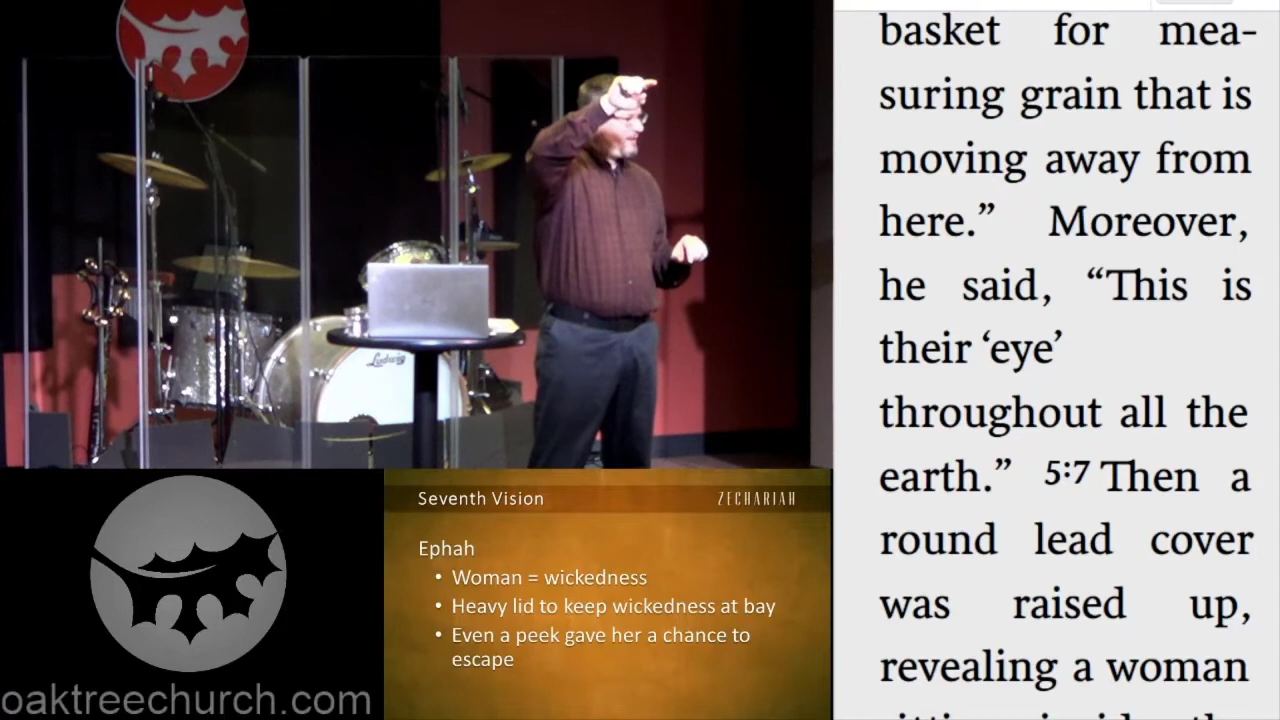 Ludwig
oaktreechurch.com
Seventh Vision
ZECHARIAH
Ephah
• Woman = wickedness
• Heavy lid to keep wickedness at bay
• Even a peek gave her a chance to
escape
basket for mea-
suring grain that is
moving away from
here.” Moreover,
he said, “This is
their ‘eye’
throughout all the
earth.” 5:7 Then a
round lead cover
was raised up,
revealing a woman